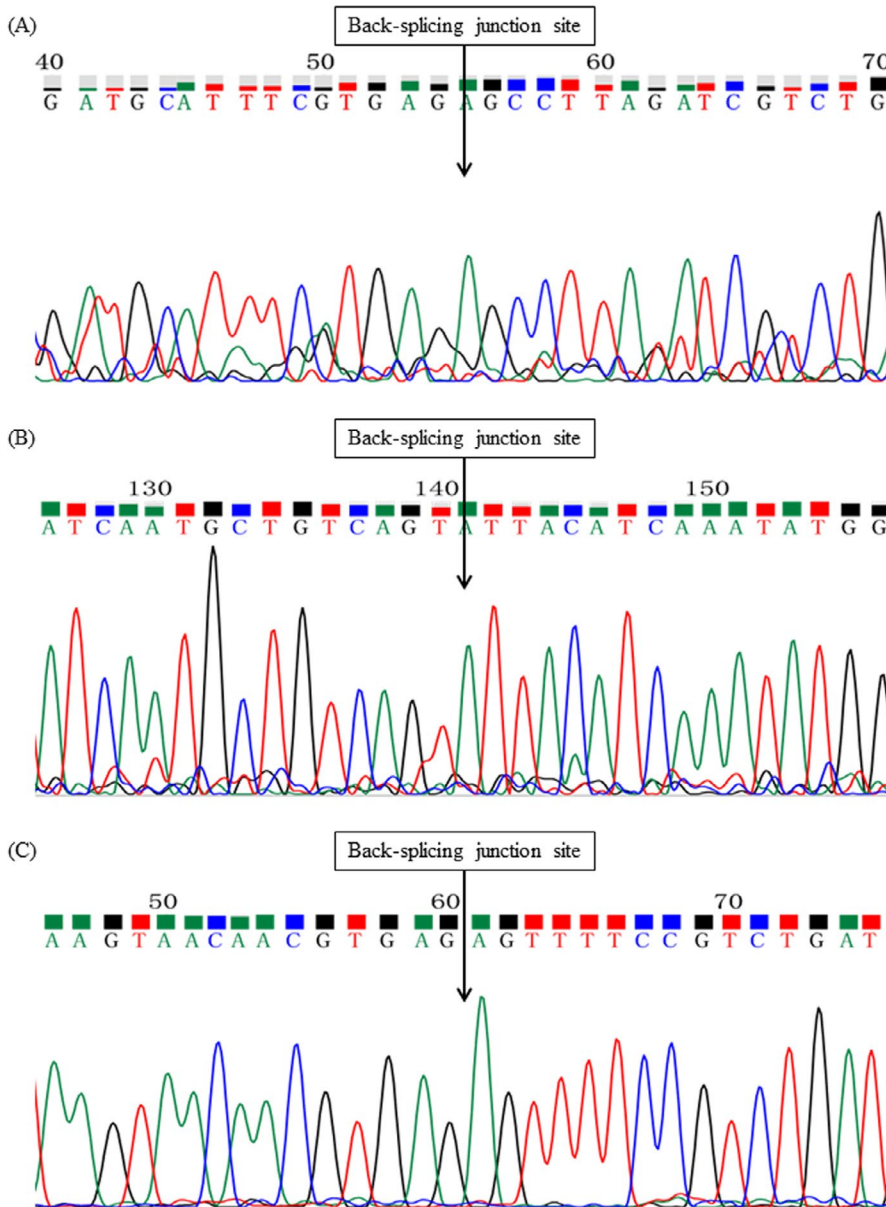 (A)
Back-splicing junction site
40 50 60 70
G A T G C A T T T C G T G A G A G C C T T A G A T C G T C T G
(B)
Back-splicing junction site
130 140 150
A T C A A T G C T G T C A G T A T T A C A T C A A A T A T G G
(C)
Back-splicing junction site
50 60 70
A A G T A A C A A C G T G A G A G T T T T C C G T C T G A T